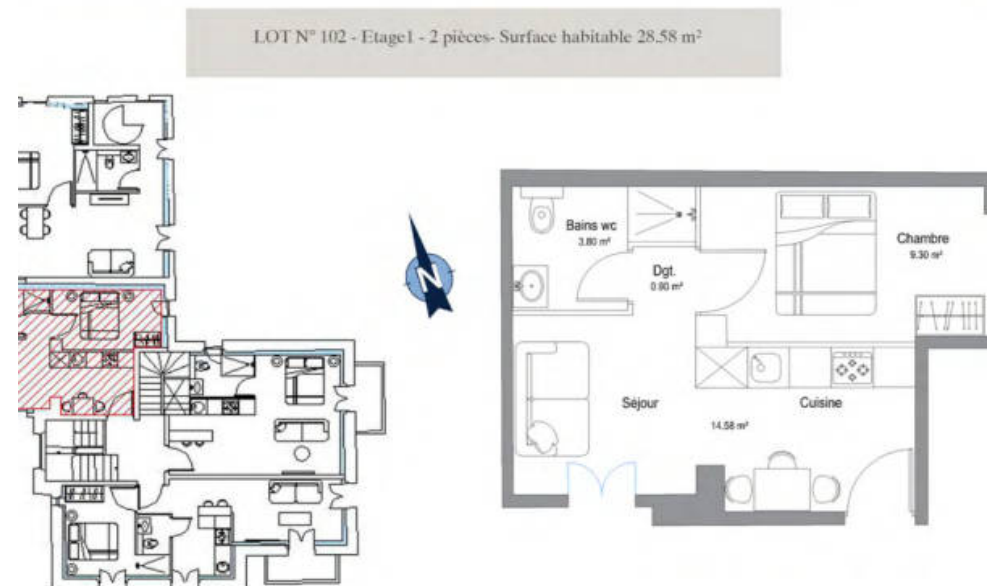 LOT N° 102 - Etage1 - 2 pièces- Surface habitable 28.58 m²
N
Bains wc
3.80 m²
Dgt.
0.90 m²
Chambre
9.30 m²
Séjour
Cuisine
14.58 m²